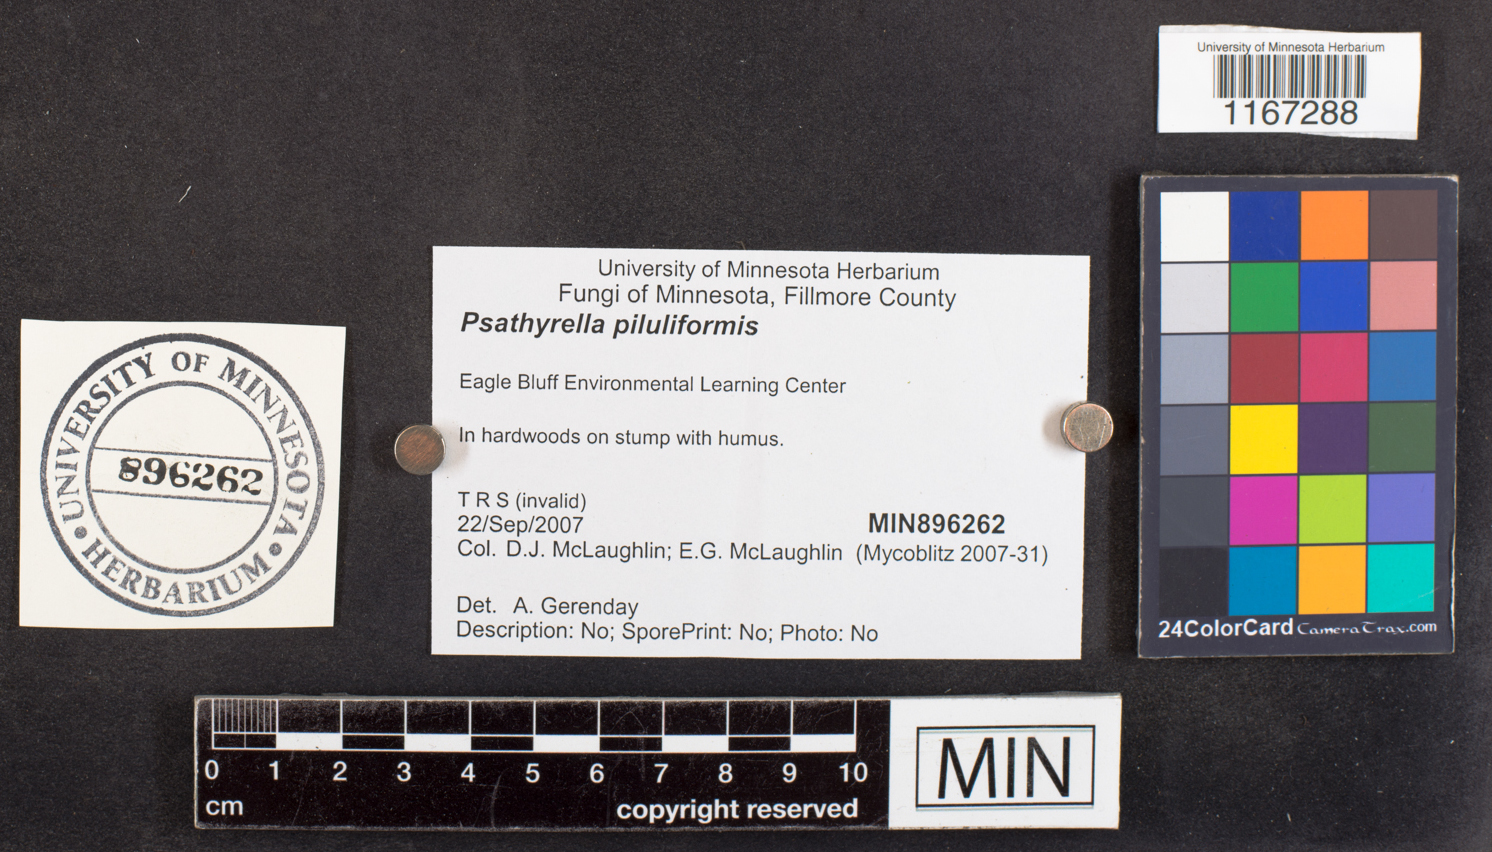 University of Minnesota Herbarium
1167288
University of Minnesota Herbarium
Fungi of Minnesota, Fillmore County
Psathyrella piluliformis
Eagle Bluff Environmental Learning Center
In hardwoods on stump with humus.
T R S (invalid)
22/Sep/2007
MIN896262
Col. D.J. McLaughlin; E.G. McLaughlin (Mycoblitz 2007-31)
Det. A. Gerenday
Description: No; SporePrint: No; Photo: No
UNIVERSITY OF MINNESOTA
896262
• HERBARIUM •
24ColorCard CameraTrax.com
0 1 2 3 4 5 6 7 8 9 10
cm
copyright reserved
MIN